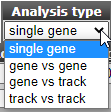 Analysis type
single gene
single gene
gene vs gene
gene vs track
track vs track